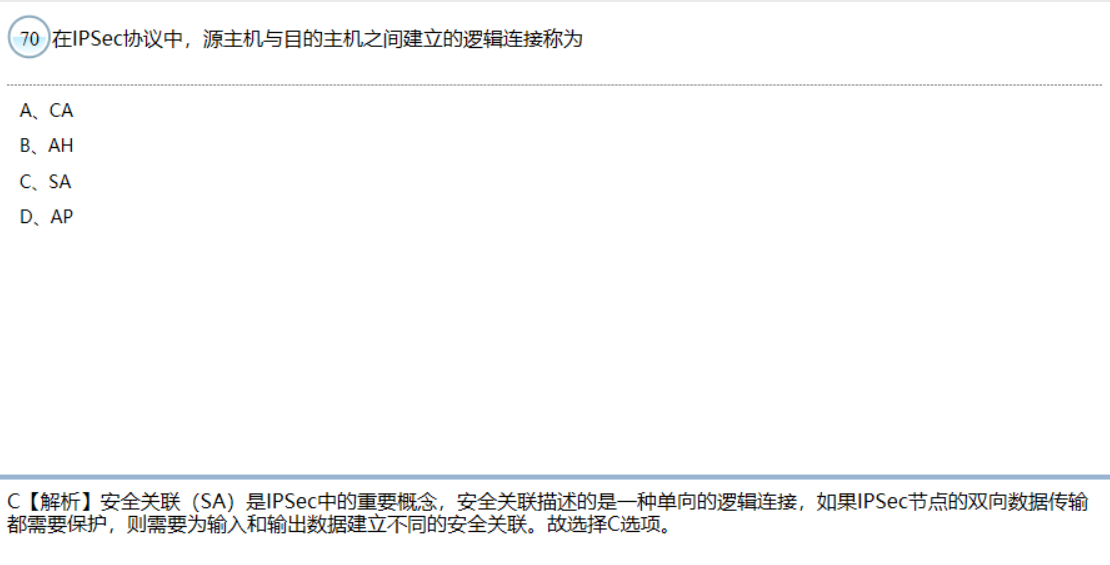 70 在IPSec协议中，源主机与目的主机之间建立的逻辑连接称为
A、CA
B、AH
C、SA
D、AP
C【解析】安全关联（SA）是IPSec中的重要概念，安全关联描述的是一种单向的逻辑连接，如果IPSec节点的双向数据传输
都需要保护，则需要为输入和输出数据建立不同的安全关联。故选择C选项。